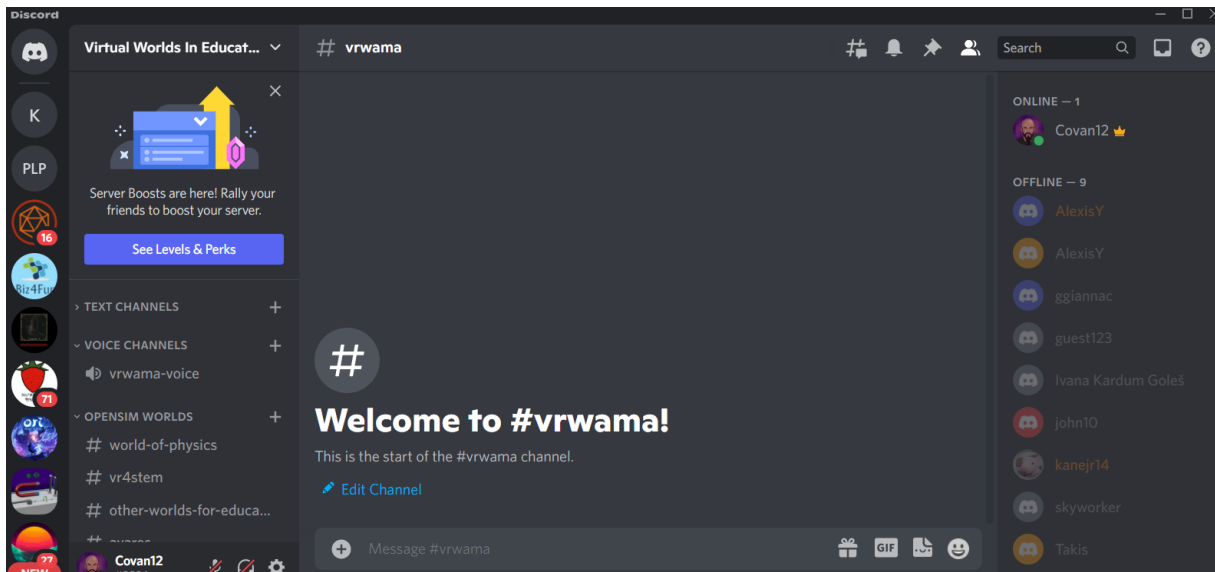 Discord
K
PLP
16
Biz4Fun
71
ori
27
NEW
Virtual Worlds In Educat...
Server Boosts are here! Rally your
friends to boost your server.
See Levels & Perks
TEXT CHANNELS
VOICE CHANNELS
vrwama-voice
OPENSIM WORLDS
# world-of-physics
# vr4stem
# other-worlds-for-educa...
Covan12
# vrwama
Search
#
Welcome to #vrwama!
This is the start of the #vrwama channel.
Edit Channel
Message #vrwama
GIF
ONLINE — 1
Covan12
OFFLINE — 9
AlexisY
AlexisY
ggiannac
guest123
Ivana Kardum Goleš
john10
kanejr14
skyworker
Takis